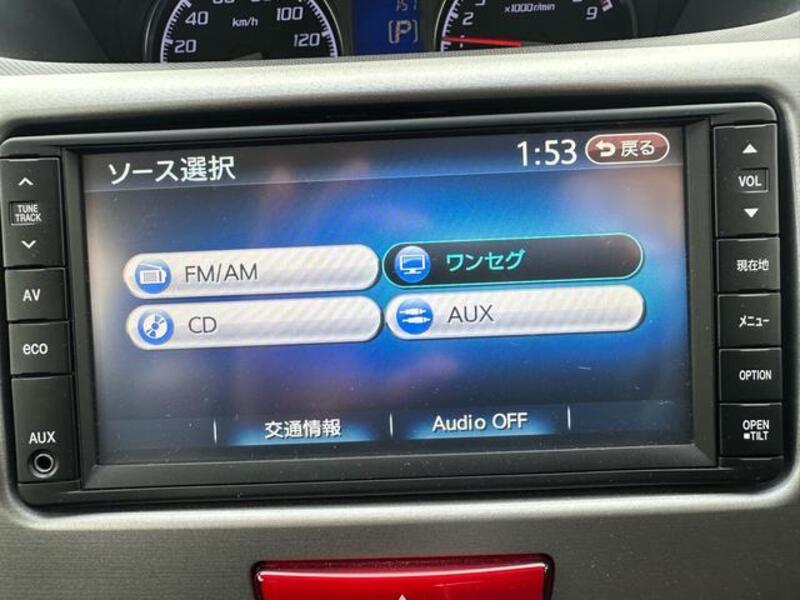 40
20
km/h
100
120
151
P
x1000r/min
1
9
ソース選択
1:53
戻る
FM/AM
ワンセグ
CD
AUX
交通情報
Audio OFF
TUNE
TRACK
AV
eco
AUX
VOL
現在地
メニュー
OPTION
OPEN
TILT